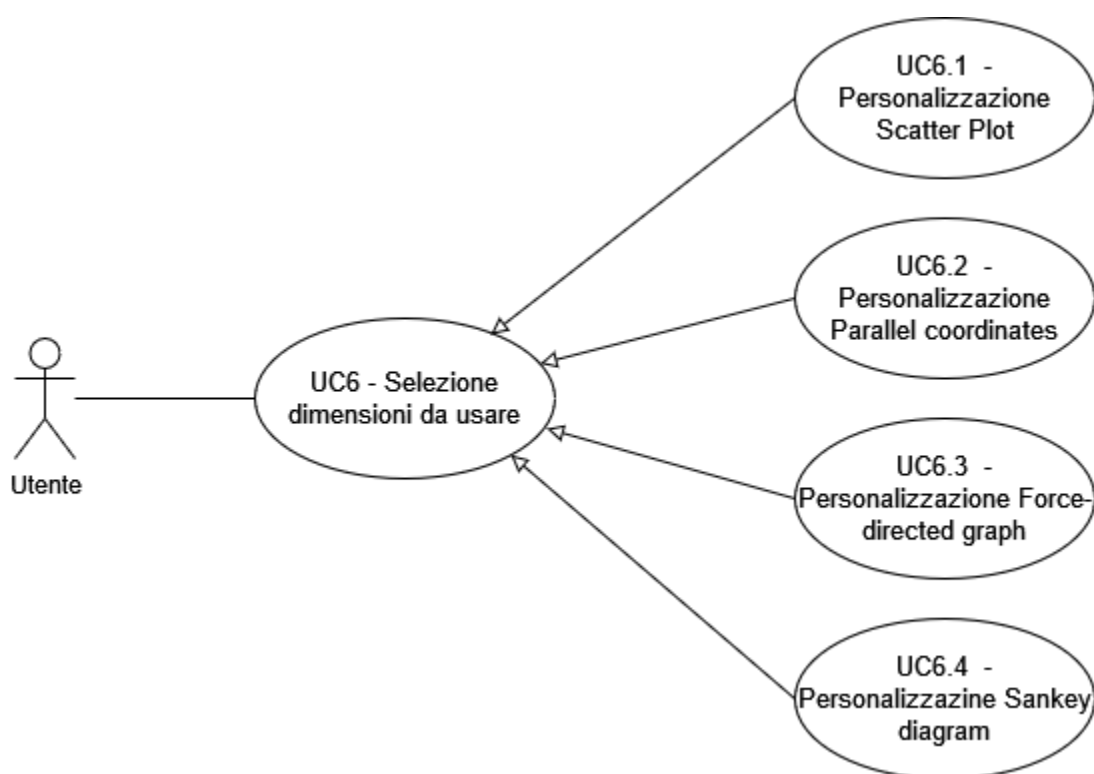 UC6.1 -
Personalizzazione
Scatter Plot
UC6.2 -
Personalizzazione
Parallel coordinates
UC6 - Selezione
dimensioni da usare
Utente
UC6.3 -
Personalizzazione Force-
directed graph
UC6.4 -
Personalizzazine Sankey
diagram